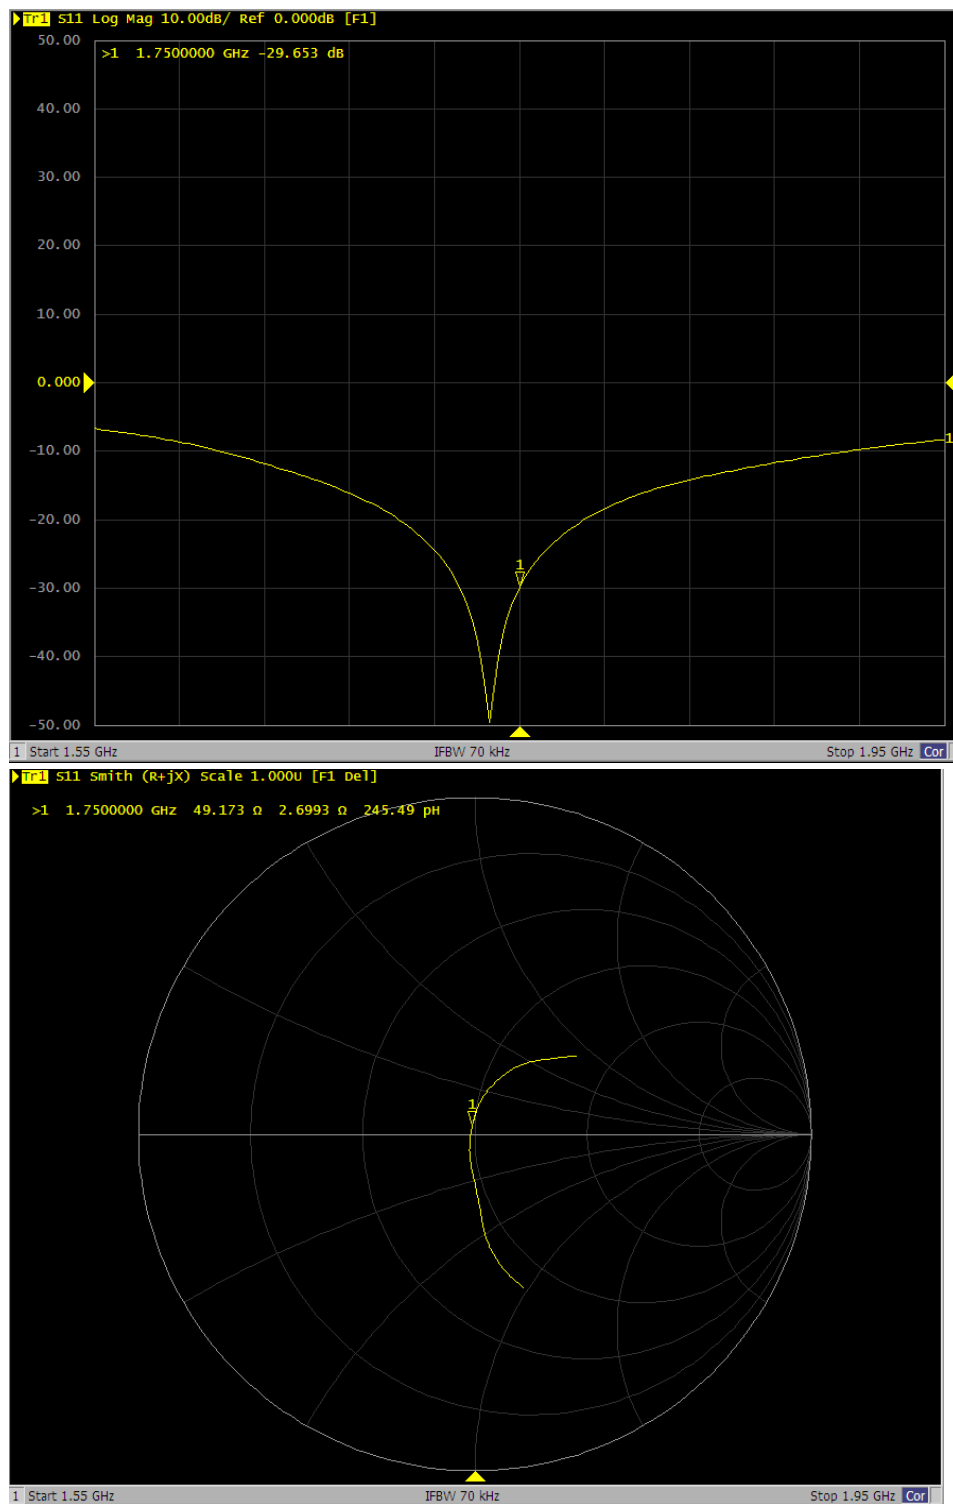 Tr1 S11 Log Mag 10.00dB/ Ref 0.000dB [F1]
50.00
>1 1.7500000 GHz -29.653 dB
40.00
30.00
20.00
10.00
0.000
-10.00
1
-20.00
1
-30.00
-40.00
-50.00
1 Start 1.55 GHz IFBW 70 kHz Stop 1.95 GHz Cor
Tr1 S11 Smith (R+jX) Scale 1.000U [F1 Del]
>1 1.7500000 GHz 49.173 Ω 2.6993 Ω 245.49 pH
1
1 Start 1.55 GHz IFBW 70 kHz Stop 1.95 GHz Cor